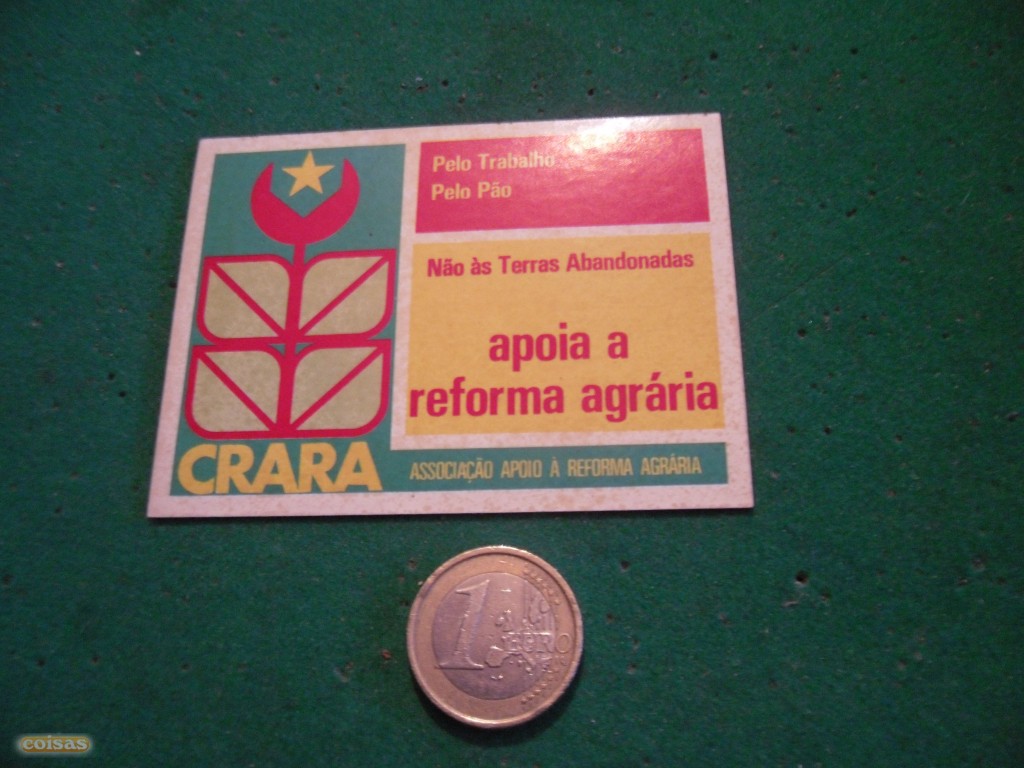 Pelo Trabalho
Pelo Pão
Não às Terras Abandonadas
apoia a
reforma agrária
CRARA
ASSOCIAÇÃO APOIO À REFORMA AGRÁRIA
1
EURO
coisas